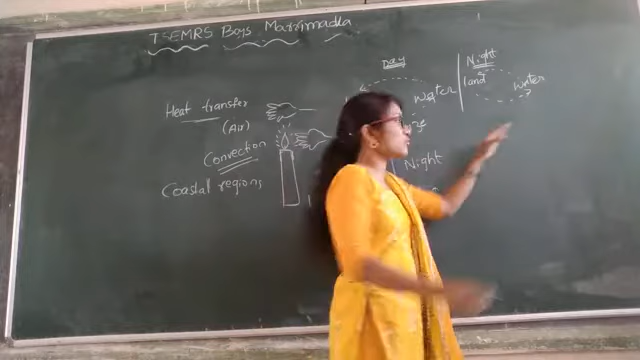 TSEMRS Boys Marrimadla
Heat transfer
(Air)
Convection
Coastal regions
Day
water
Night
Night
land
water